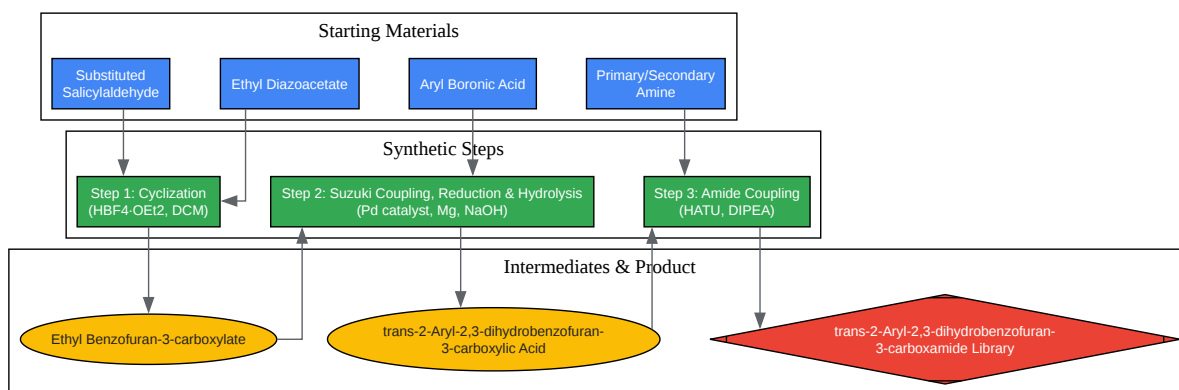 Starting Materials
Substituted
Salicylaldehyde
Ethyl Diazoacetate
Aryl Boronic Acid
Primary/Secondary
Amine
Synthetic Steps
Step 1: Cyclization
(HBF4·OEt2, DCM)
Step 2: Suzuki Coupling, Reduction & Hydrolysis
(Pd catalyst, Mg, NaOH)
Step 3: Amide Coupling
(HATU, DIPEA)
Intermediates & Product
Ethyl Benzofuran-3-carboxylate
trans-2-Aryl-2,3-dihydrobenzofuran-
3-carboxylic Acid
trans-2-Aryl-2,3-dihydrobenzofuran-
3-carboxamide Library